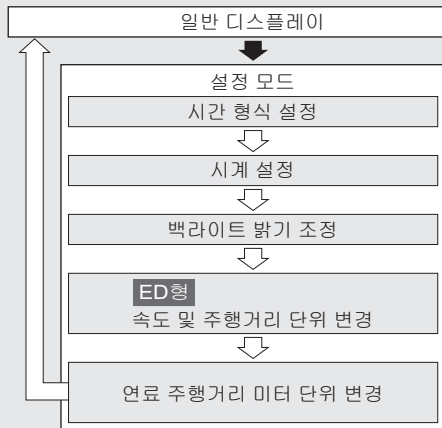 일반 디스플레이
설정 모드
시간 형식 설정
시계 설정
백라이트 밝기 조정
ED형
속도 및 주행거리 단위 변경
연료 주행거리 미터 단위 변경